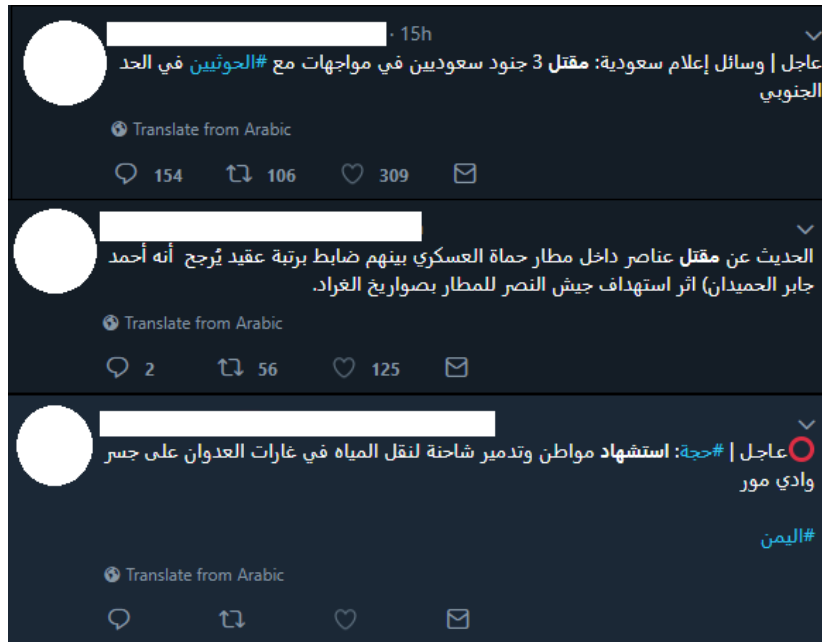 · 15h
عاجل | وسائل إعلام سعودية: مقتل 3 جنود سعوديين في مواجهات مع #الحوثيين في الحد
الجنوبي
Translate from Arabic
154 106 309
الحديث عن مقتل عناصر داخل مطار حماة العسكري بينهم ضابط برتبة عقيد يُرجح أنه أحمد
جابر الحميدان) اثر استهداف جيش النصر للمطار بصواريخ الغراد.
Translate from Arabic
2 56 125
عاجل | #حجة: استشهاد مواطن وتدمير شاحنة لنقل المياه في غارات العدوان على جسر
وادي مور
#اليمن
Translate from Arabic